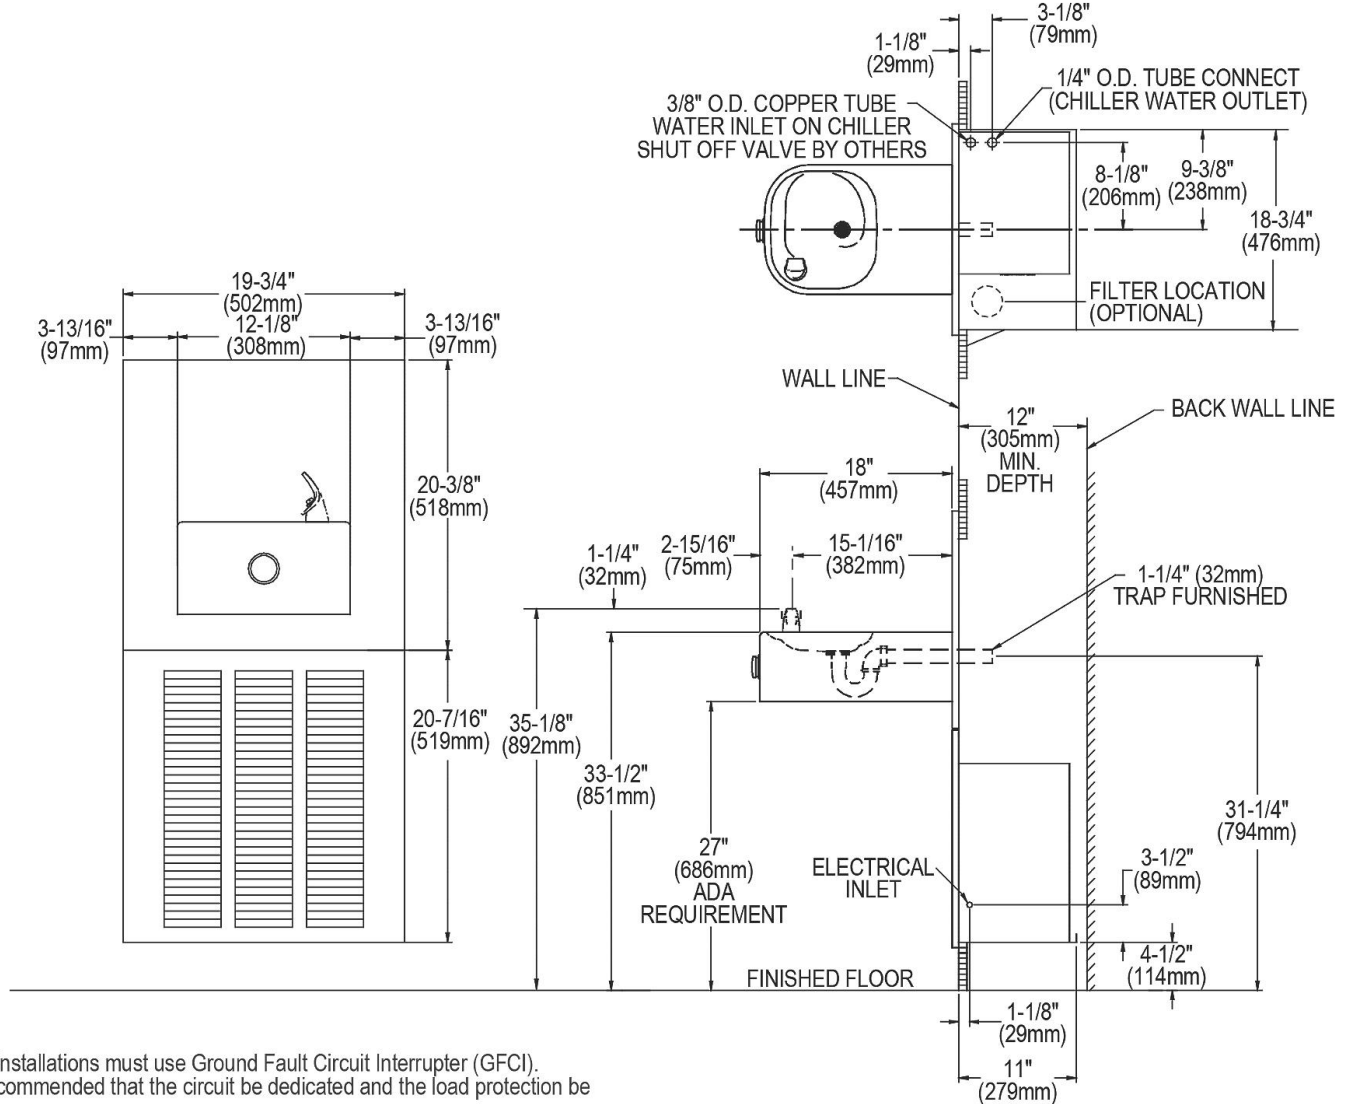 3-1/8"
(79mm)
1-1/8"
(29mm)
1/4" O.D. TUBE CONNECT
(CHILLER WATER OUTLET)
3/8" O.D. COPPER TUBE
WATER INLET ON CHILLER
SHUT OFF VALVE BY OTHERS
8-1/8"
(206mm)
9-3/8"
(238mm)
18-3/4"
(476mm)
FILTER LOCATION
(OPTIONAL)
19-3/4"
(502mm)
3-13/16"
(97mm)
12-1/8"
(308mm)
3-13/16"
(97mm)
WALL LINE
BACK WALL LINE
12"
(305mm)
MIN.
DEPTH
18"
(457mm)
20-3/8"
(518mm)
1-1/4"
(32mm)
2-15/16"
(75mm)
15-1/16"
(382mm)
1-1/4" (32mm)
TRAP FURNISHED
20-7/16"
(519mm)
35-1/8"
(892mm)
33-1/2"
(851mm)
27"
(686mm)
ADA
REQUIREMENT
ELECTRICAL
INLET
31-1/4"
(794mm)
3-1/2"
(89mm)
4-1/2"
(114mm)
FINISHED FLOOR
1-1/8"
(29mm)
11"
(279mm)
nstallations must use Ground Fault Circuit Interrupter (GFCI).
commended that the circuit be dedicated and the load protection be